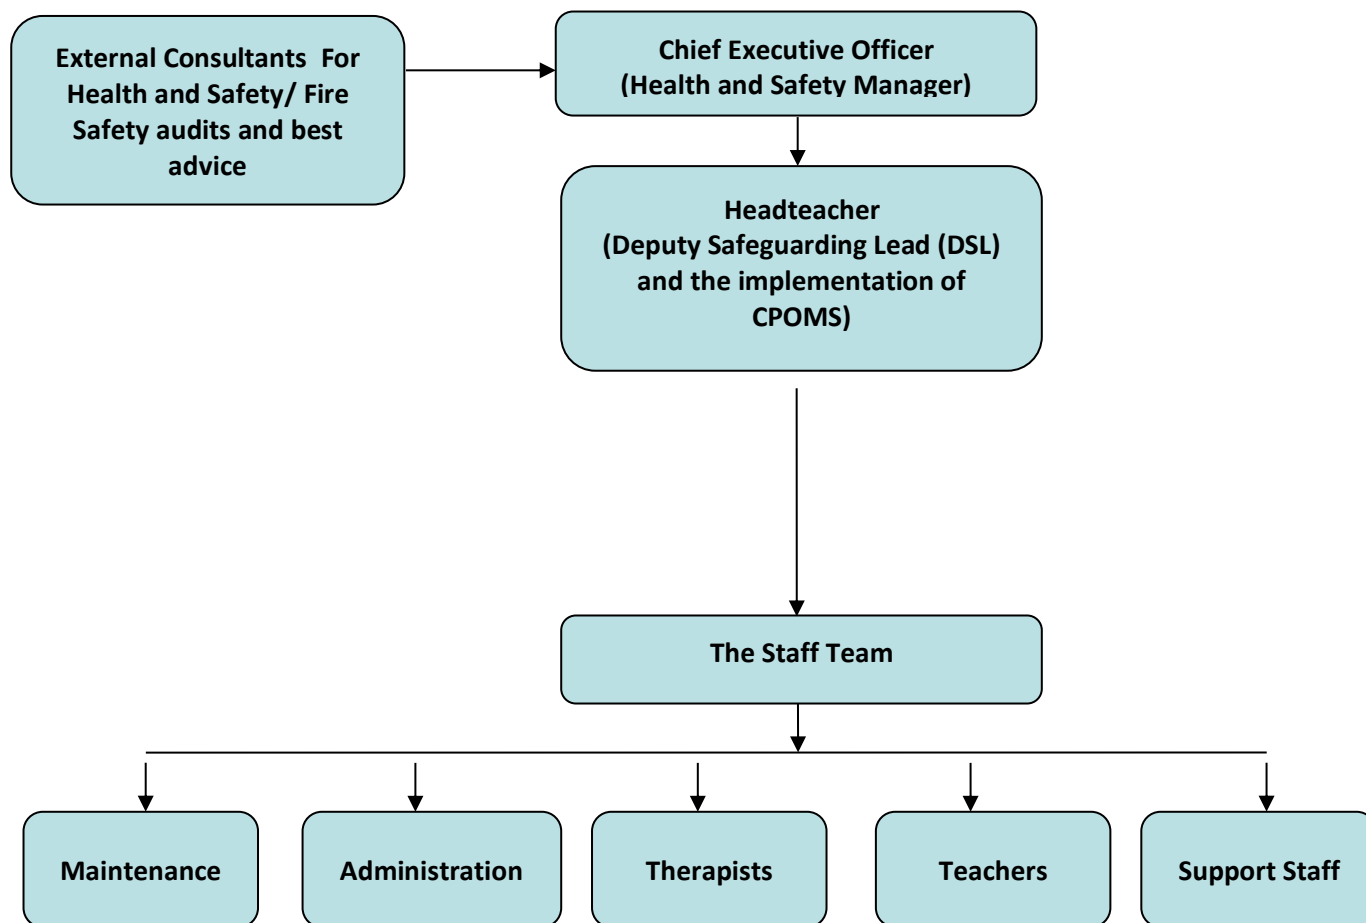 External Consultants  For
Health and Safety/ Fire
Safety audits and best
advice
Chief Executive Officer
(Health and Safety Manager)
Headteacher
(Deputy Safeguarding Lead (DSL)
and the implementation of
CPOMS)
The Staff Team
Maintenance
Administration
Therapists
Teachers
Support Staff